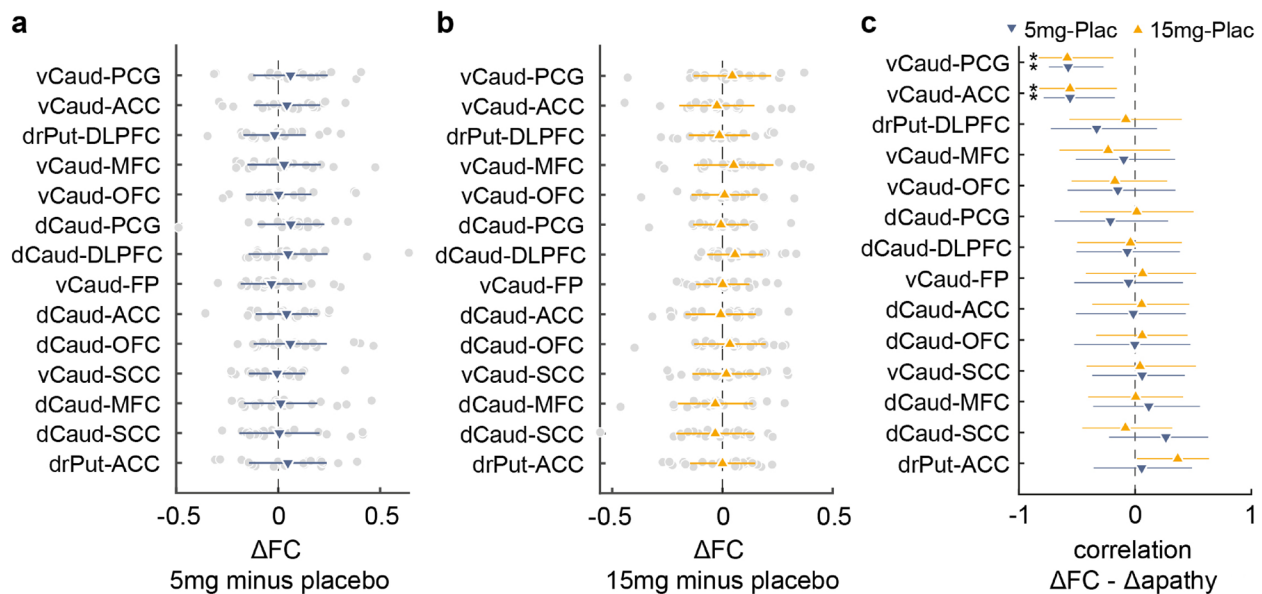 a
vCaud-PCG
vCaud-ACC
drPut-DLPFC
vCaud-MFC
vCaud-OFC
dCaud-PCG
dCaud-DLPFC
vCaud-FP
dCaud-ACC
dCaud-OFC
vCaud-SCC
dCaud-MFC
dCaud-SCC
drPut-ACC
-0.5 0 0.5
ΔFC
5mg minus placebo
b
vCaud-PCG
vCaud-ACC
drPut-DLPFC
vCaud-MFC
vCaud-OFC
dCaud-PCG
dCaud-DLPFC
vCaud-FP
dCaud-ACC
dCaud-OFC
vCaud-SCC
dCaud-MFC
dCaud-SCC
drPut-ACC
-0.5 0 0.5
ΔFC
15mg minus placebo
c
5mg-Plac 15mg-Plac
vCaud-PCG **
vCaud-ACC **
drPut-DLPFC
vCaud-MFC
vCaud-OFC
dCaud-PCG
dCaud-DLPFC
vCaud-FP
dCaud-ACC
dCaud-OFC
vCaud-SCC
dCaud-MFC
dCaud-SCC
drPut-ACC
-1 0 1
correlation
ΔFC - Δapathy